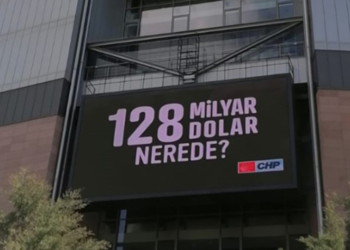 128 MİLYAR
DOLAR
NEREDE?
CHP